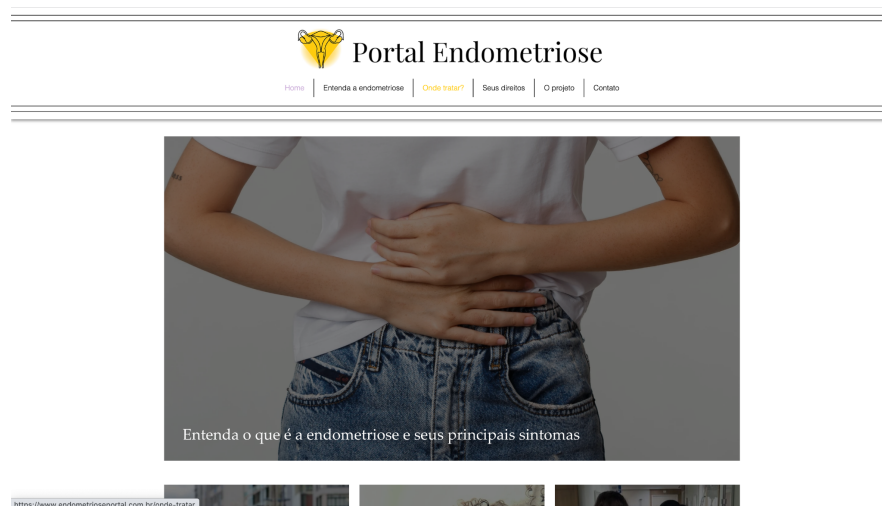 Portal Endometriose
Home
Entenda a endometriose
Onde tratar?
Seus direitos
O projeto
Contato
Entenda o que é a endometriose e seus principais sintomas
https://www.endometrioseportal.com.br/onde-tratar